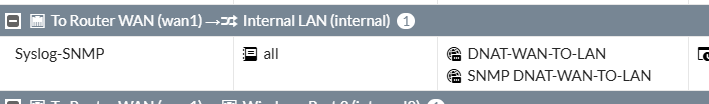 To Router WAN (wan1) → Internal LAN (internal) 1
Syslog-SNMP all DNAT-WAN-TO-LAN
SNMP DNAT-WAN-TO-LAN